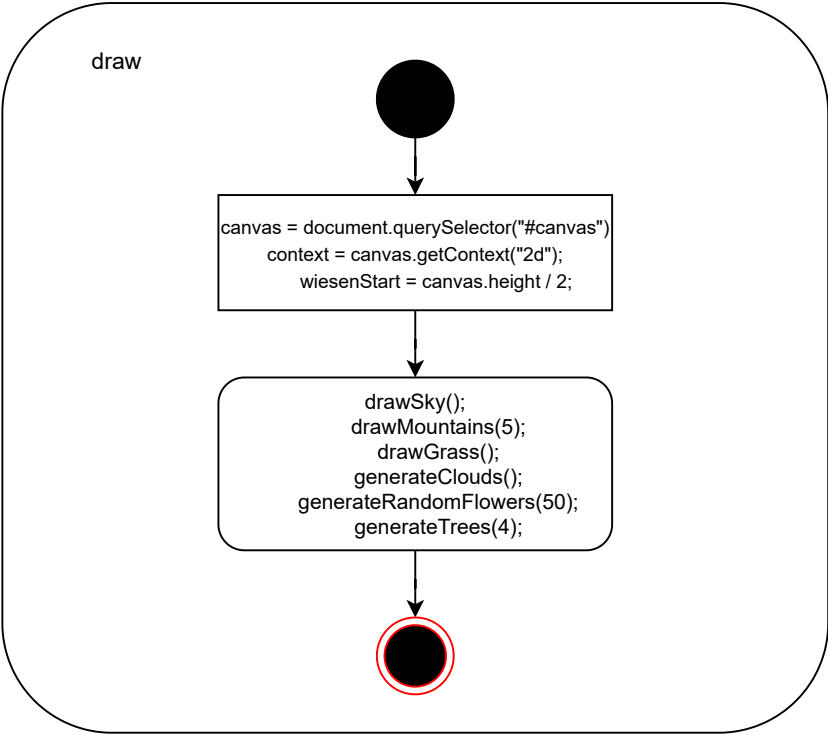 draw
canvas = document.querySelector("#canvas")
context = canvas.getContext("2d");
wiesenStart = canvas.height / 2;
drawSky();
drawMountains(5);
drawGrass();
generateClouds();
generateRandomFlowers(50);
generateTrees(4);